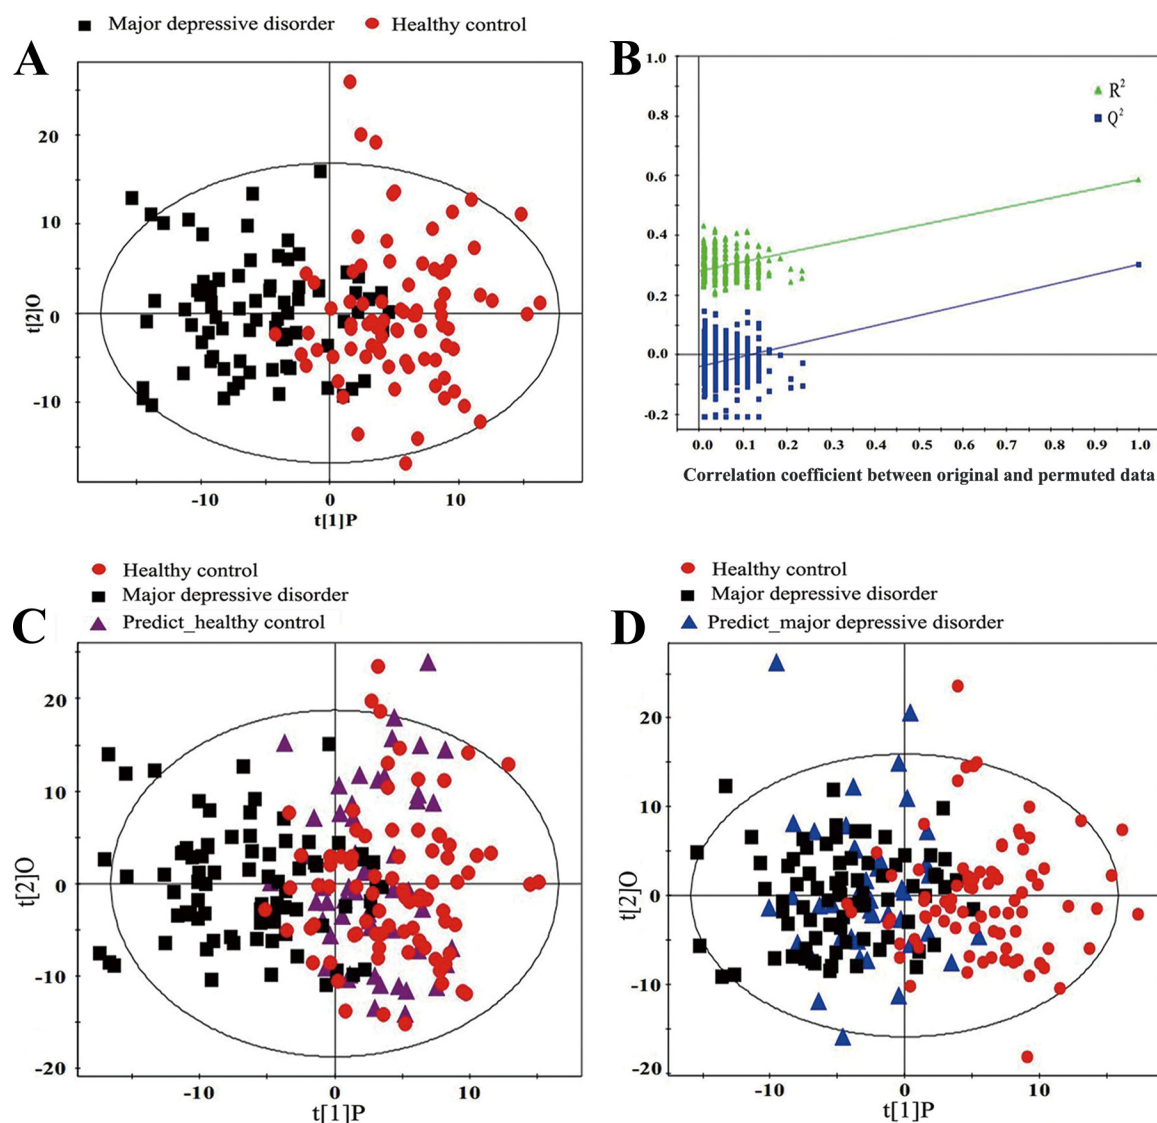 Major depressive disorder Healthy control
A
20
10
0
-10
t[2]O
-10 0 10
t[1]P
B
1.0
0.8
0.6
0.4
0.2
0.0
-0.2
R²
Q²
0.0 0.1 0.2 0.3 0.4 0.5 0.6 0.7 0.8 0.9 1.0
Correlation coefficient between original and permuted data
Healthy control
Major depressive disorder
Predict_healthy control
C
20
10
0
-10
-20
t[2]O
-10 0 10
t[1]P
Healthy control
Major depressive disorder
Predict_major depressive disorder
D
20
10
0
-10
-20
t[2]O
-10 0 10
t[1]P